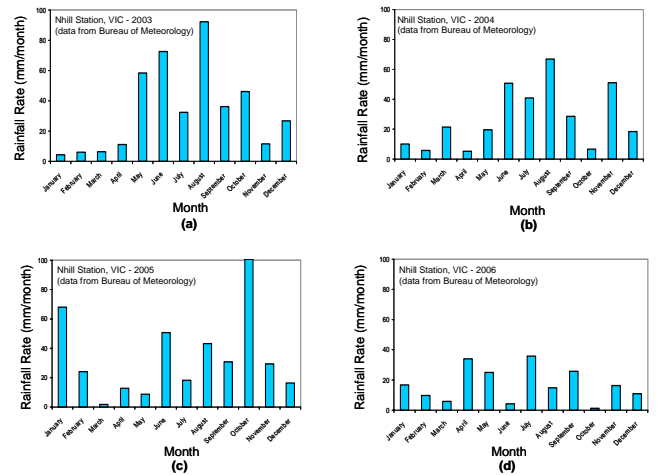 Nhill Station, VIC - 2003
(data from Bureau of Meteorology)
Rainfall Rate (mm/month)
100
80
60
40
20
0
January
February
March
April
May
June
July
August
September
October
November
December
Month
(a)
Nhill Station, VIC - 2004
(data from Bureau of Meteorology)
Rainfall Rate (mm/month)
100
80
60
40
20
0
January
February
March
April
May
June
July
August
September
October
November
December
Month
(b)
Nhill Station, VIC - 2005
(data from Bureau of Meteorology)
Rainfall Rate (mm/month)
100
80
60
40
20
0
January
February
March
April
May
June
July
August
September
October
November
December
Month
(c)
Nhill Station, VIC - 2006
(data from Bureau of Meteorology)
Rainfall Rate (mm/month)
100
80
60
40
20
0
January
February
March
April
May
June
July
August
September
October
November
December
Month
(d)